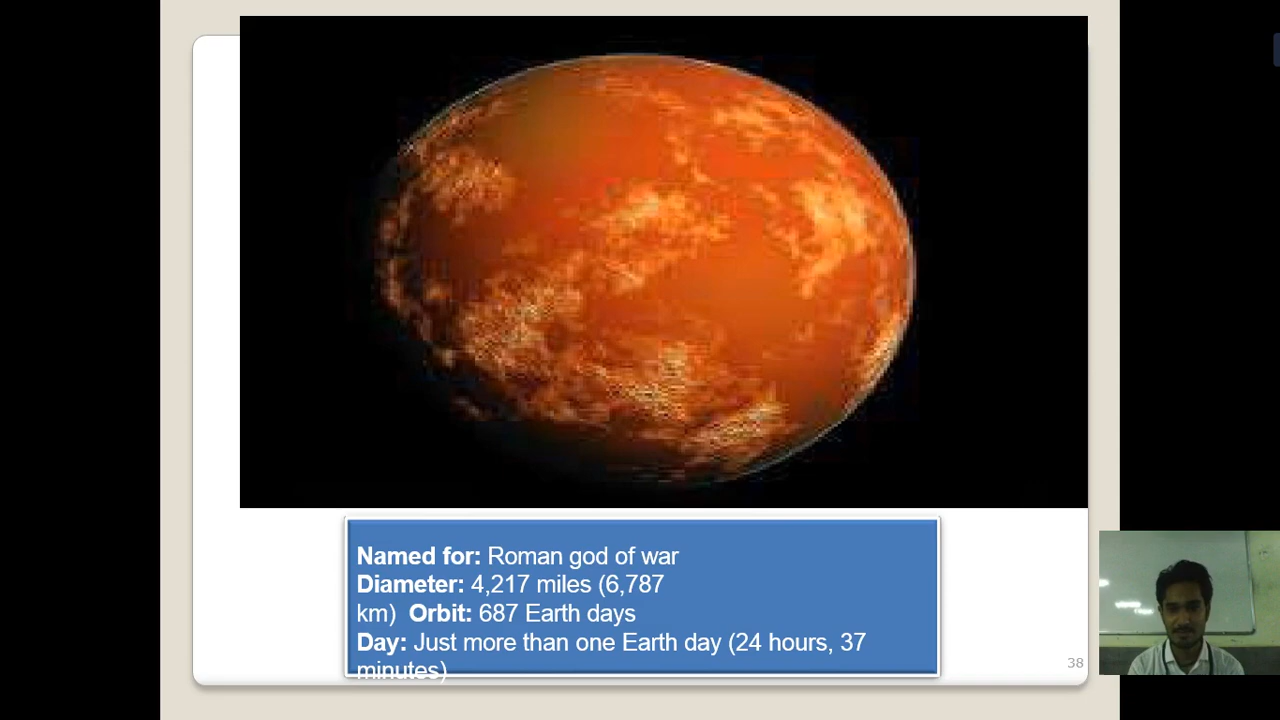 Named for: Roman god of war
Diameter: 4,217 miles (6,787
km) Orbit: 687 Earth days
Day: Just more than one Earth day (24 hours, 37
minutes)
38